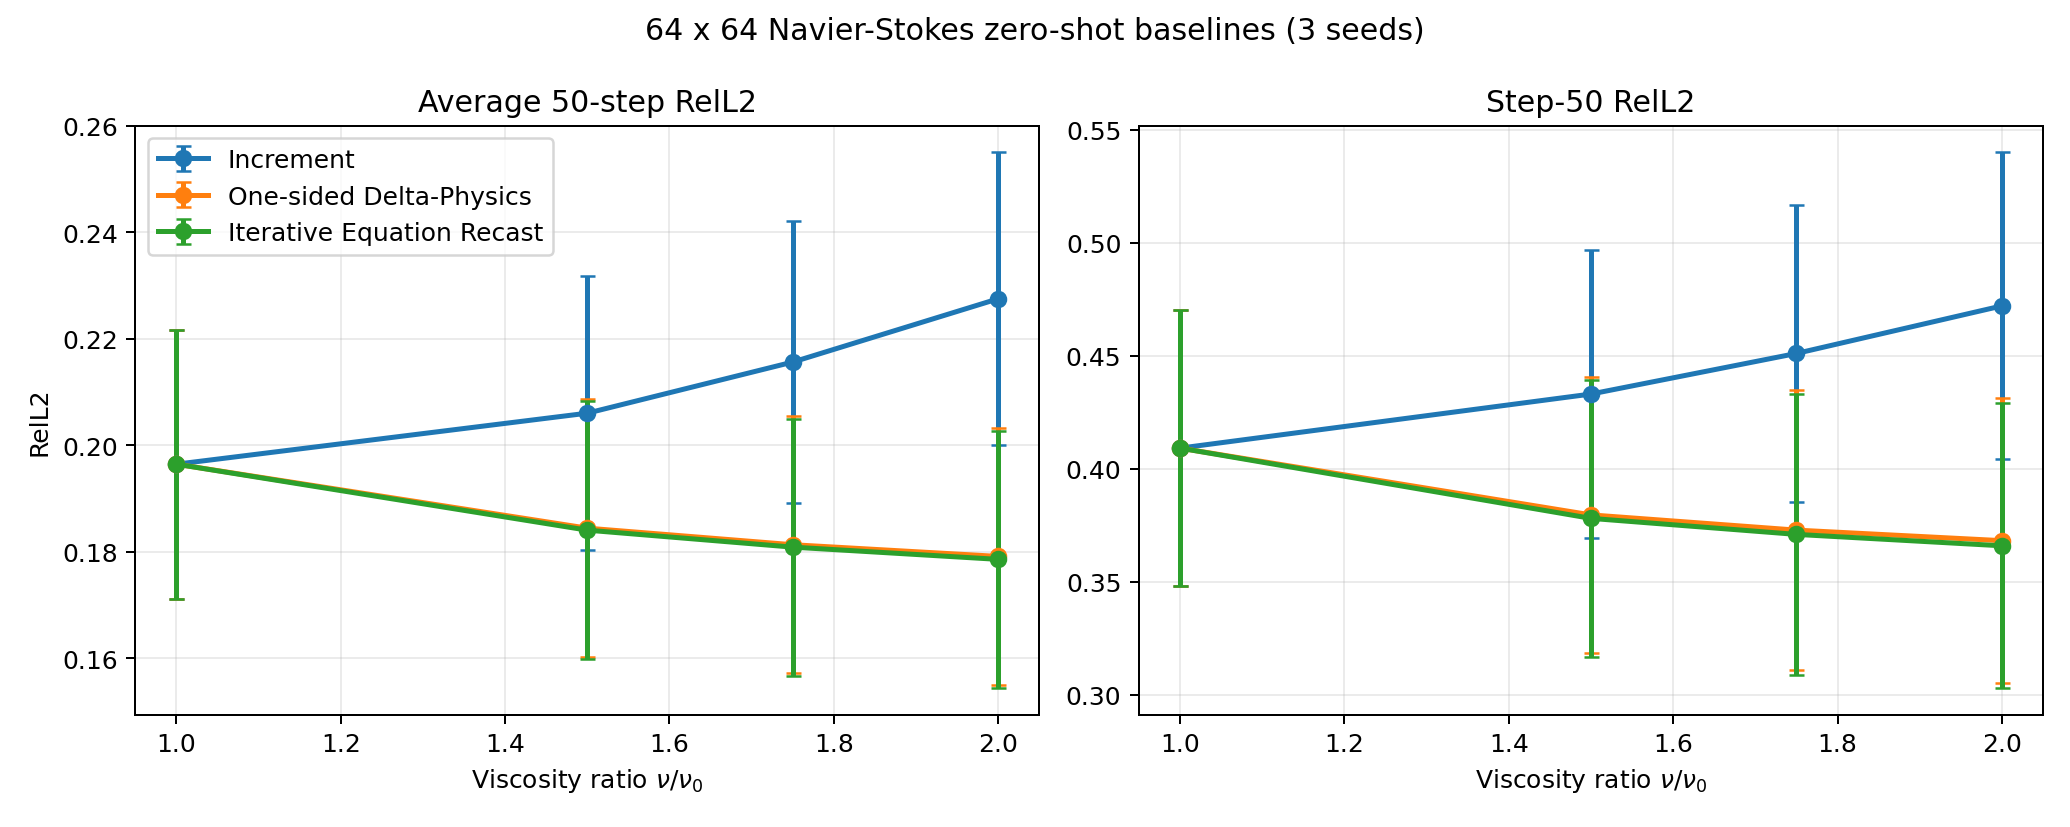 64 x 64 Navier-Stokes zero-shot baselines (3 seeds)
Average 50-step RelL2
0.26
0.24
0.22
0.20
0.18
0.16
RelL2
Increment
One-sided Delta-Physics
Iterative Equation Recast
1.0
1.2
1.4
1.6
1.8
2.0
Viscosity ratio ν/ν₀
Step-50 RelL2
0.55
0.50
0.45
0.40
0.35
0.30
1.0
1.2
1.4
1.6
1.8
2.0
Viscosity ratio ν/ν₀